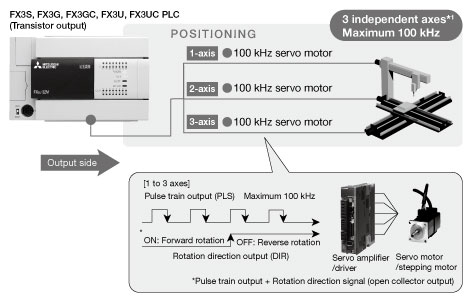 FX3S, FX3G, FX3GC, FX3U, FX3UC PLC
(Transistor output)
POSITIONING
3 independent axes*1
Maximum 100 kHz
1-axis 100 kHz servo motor
2-axis 100 kHz servo motor
3-axis 100 kHz servo motor
MITSUBISHI
ELECTRIC
Output side
[1 to 3 axes]
Pulse train output (PLS) Maximum 100 kHz
*
ON: Forward rotation OFF: Reverse rotation
Rotation direction output (DIR)
Servo amplifier
/driver
Servo motor
/stepping motor
*Pulse train output + Rotation direction signal (open collector output)